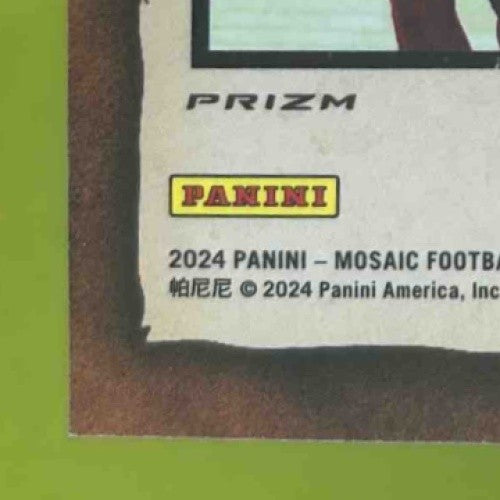 PRIZM
PANINI
2024 PANINI – MOSAIC FOOTBA
帕尼尼 © 2024 Panini America, Inc